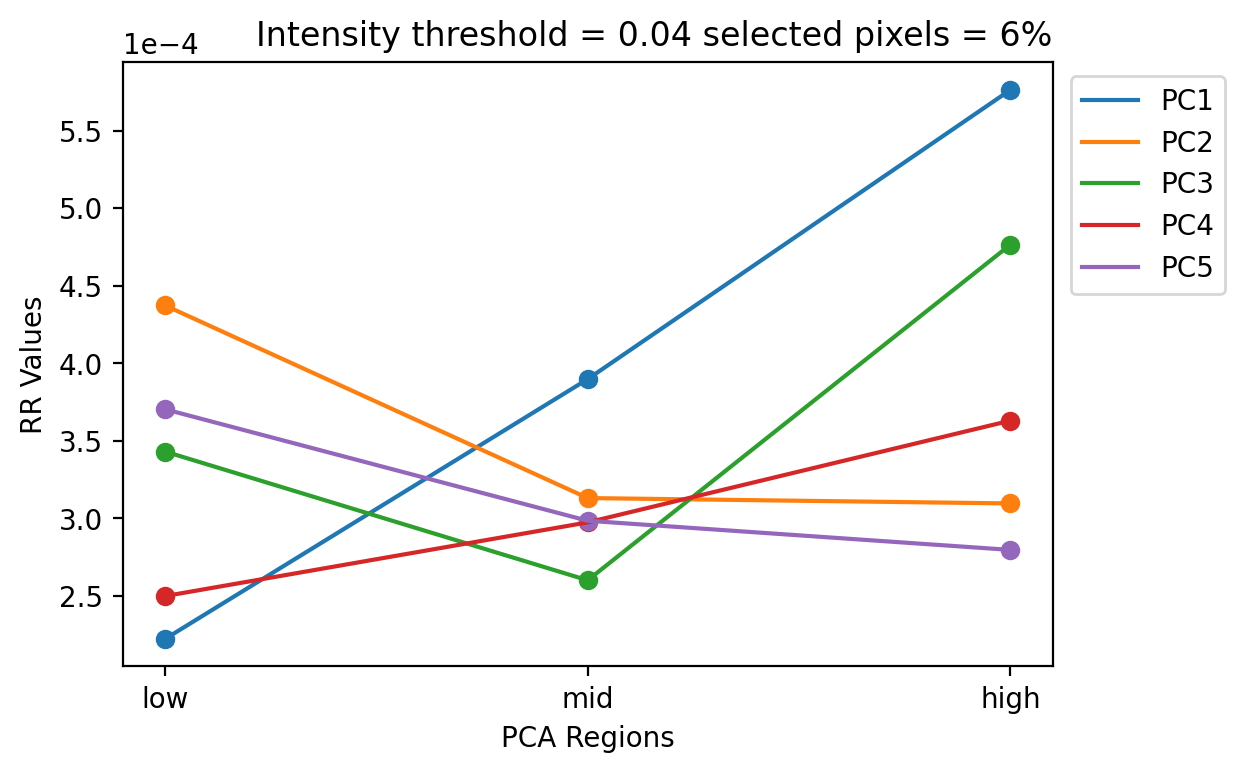 Intensity threshold = 0.04 selected pixels = 6%
1e−4
5.5
5.0
4.5
4.0
3.5
3.0
2.5
RR Values
low
mid
high
PCA Regions
PC1
PC2
PC3
PC4
PC5